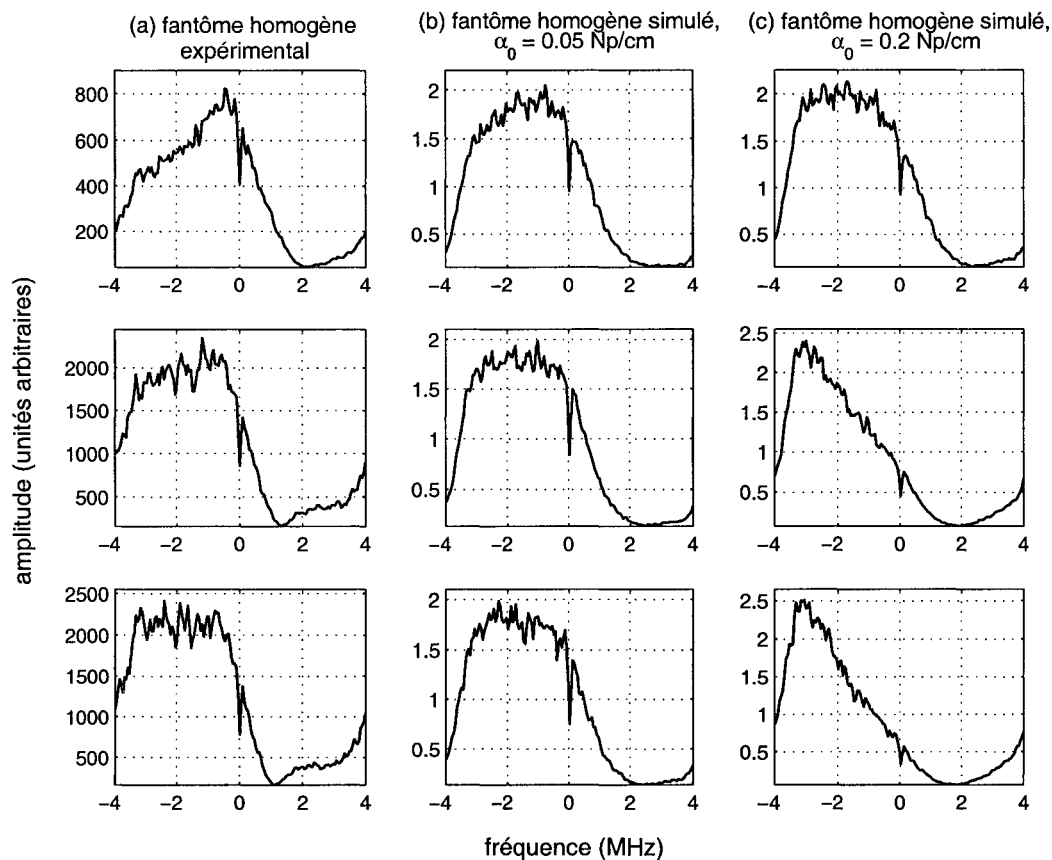 (a) fantôme homogène
expérimental
(b) fantôme homogène simulé,
α0 = 0.05 Np/cm
(c) fantôme homogène simulé,
α0 = 0.2 Np/cm
800
600
400
200
−4 −2 0 2 4
2
1.5
1
0.5
−4 −2 0 2 4
2
1.5
1
0.5
−4 −2 0 2 4
amplitude (unités arbitraires)
2000
1500
1000
500
−4 −2 0 2 4
2
1.5
1
0.5
−4 −2 0 2 4
2.5
2
1.5
1
0.5
−4 −2 0 2 4
2500
2000
1500
1000
500
−4 −2 0 2 4
2
1.5
1
0.5
−4 −2 0 2 4
2.5
2
1.5
1
0.5
−4 −2 0 2 4
fréquence (MHz)